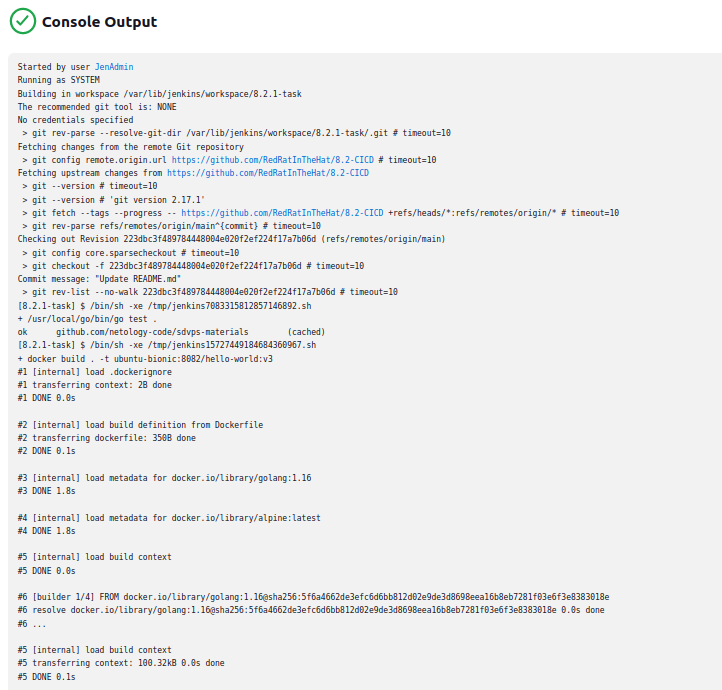 Console Output
Started by user JenAdmin
Running as SYSTEM
Building in workspace /var/lib/jenkins/workspace/8.2.1-task
The recommended git tool is: NONE
No credentials specified
 > git rev-parse --resolve-git-dir /var/lib/jenkins/workspace/8.2.1-task/.git # timeout=10
Fetching changes from the remote Git repository
 > git config remote.origin.url https://github.com/RedRatInTheHat/8.2-CICD # timeout=10
Fetching upstream changes from https://github.com/RedRatInTheHat/8.2-CICD
 > git --version # timeout=10
 > git --version # 'git version 2.17.1'
 > git fetch --tags --progress -- https://github.com/RedRatInTheHat/8.2-CICD +refs/heads/*:refs/remotes/origin/* # timeout=10
 > git rev-parse refs/remotes/origin/main^{commit} # timeout=10
Checking out Revision 223dbc3f489784448004e020f2ef224f17a7b06d (refs/remotes/origin/main)
 > git config core.sparsecheckout # timeout=10
 > git checkout -f 223dbc3f489784448004e020f2ef224f17a7b06d # timeout=10
Commit message: "Update README.md"
 > git rev-list --no-walk 223dbc3f489784448004e020f2ef224f17a7b06d # timeout=10
[8.2.1-task] $ /bin/sh -xe /tmp/jenkins7083315812857146892.sh
+ /usr/local/go/bin/go test .
ok  	github.com/netology-code/sdvps-materials	(cached)
[8.2.1-task] $ /bin/sh -xe /tmp/jenkins15727449184684360967.sh
+ docker build . -t ubuntu-bionic:8082/hello-world:v3
#1 [internal] load .dockerignore
#1 transferring context: 2B done
#1 DONE 0.0s
#2 [internal] load build definition from Dockerfile
#2 transferring dockerfile: 350B done
#2 DONE 0.1s
#3 [internal] load metadata for docker.io/library/golang:1.16
#3 DONE 1.8s
#4 [internal] load metadata for docker.io/library/alpine:latest
#4 DONE 1.8s
#5 [internal] load build context
#5 DONE 0.0s
#6 [builder 1/4] FROM docker.io/library/golang:1.16@sha256:5f6a4662de3efc6d6bb812d02e9de3d8698eea16b8eb7281f03e6f3e8383018e
#6 resolve docker.io/library/golang:1.16@sha256:5f6a4662de3efc6d6bb812d02e9de3d8698eea16b8eb7281f03e6f3e8383018e 0.0s done
#6 ...
#5 [internal] load build context
#5 transferring context: 100.32kB 0.0s done
#5 DONE 0.1s